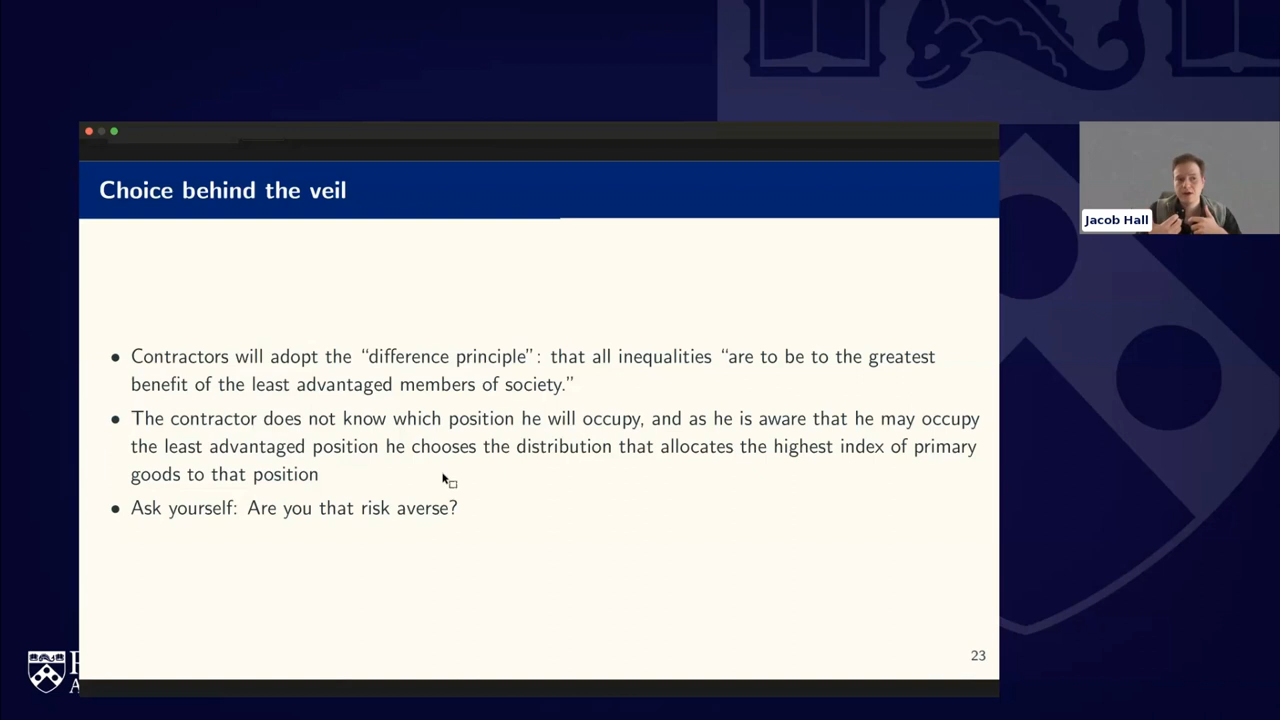 Choice behind the veil
Jacob Hall
• Contractors will adopt the “difference principle”: that all inequalities “are to be to the greatest
benefit of the least advantaged members of society.”
• The contractor does not know which position he will occupy, and as he is aware that he may occupy
the least advantaged position he chooses the distribution that allocates the highest index of primary
goods to that position
• Ask yourself: Are you that risk averse?
23